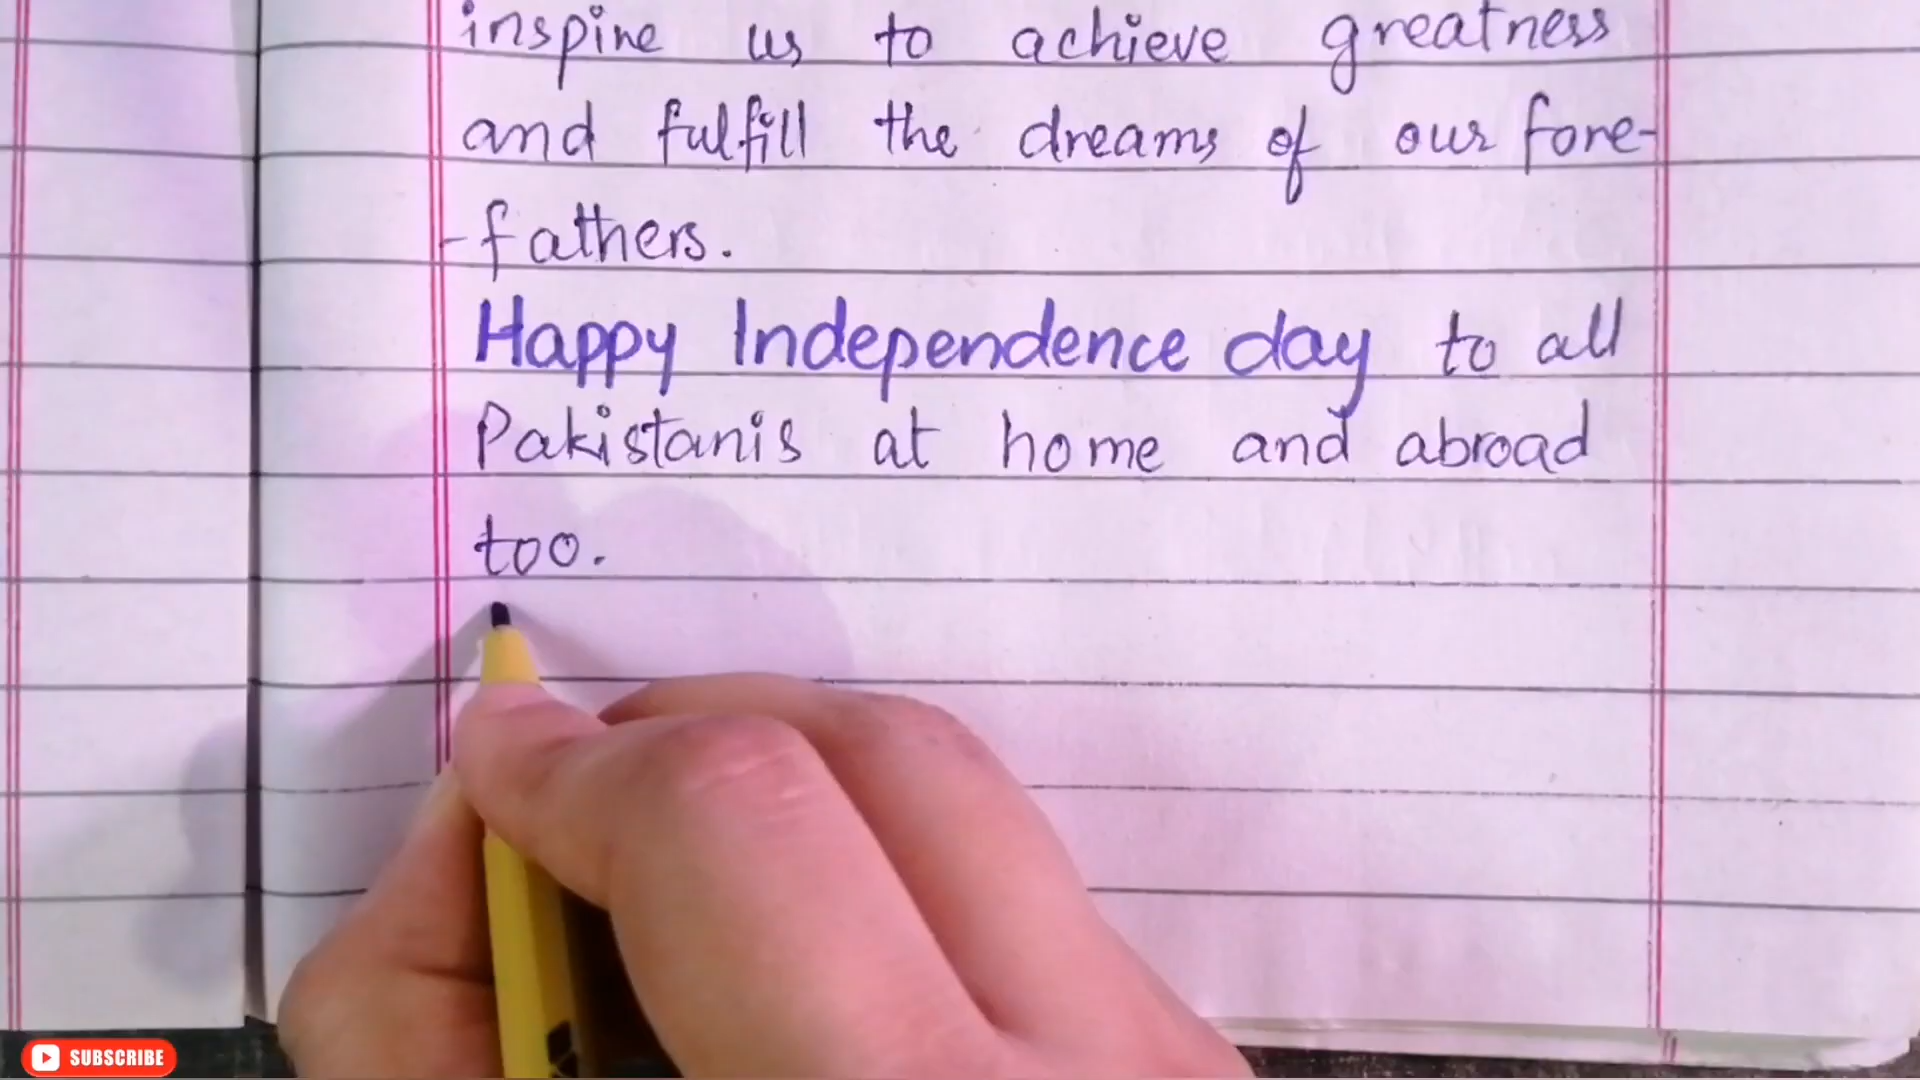 inspire us to achieve greatness
and fulfill the dreams of our fore-
-fathers.
Happy Independence day to all
Pakistanis at home and abroad
too.
SUBSCRIBE